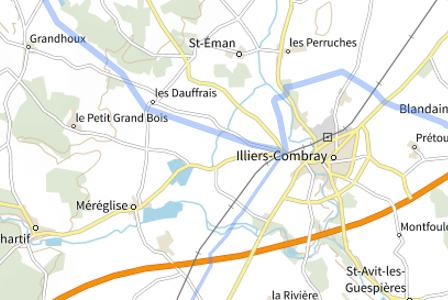 Grandhoux
St-Éman
les Perruches
les Dauffrais
Blandain
le Petit Grand Bois
Prétou
Illiers-Combray
Méréglise
Montfoule
hartif
St-Avit-les-
Guespières
la Rivière